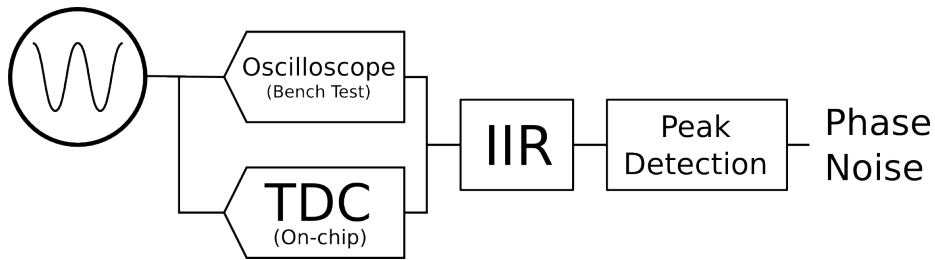 Oscilloscope
(Bench Test)
TDC
(On-chip)
IIR
Peak
Detection
Phase
Noise